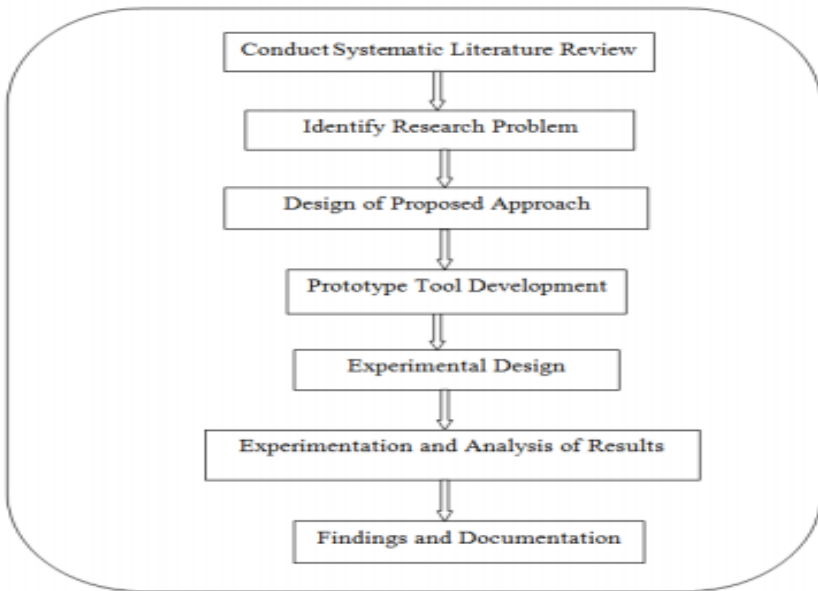 Conduct Systematic Literature Review
Identify Research Problem
Design of Proposed Approach
Prototype Tool Development
Experimental Design
Experimentation and Analysis of Results
Findings and Documentation